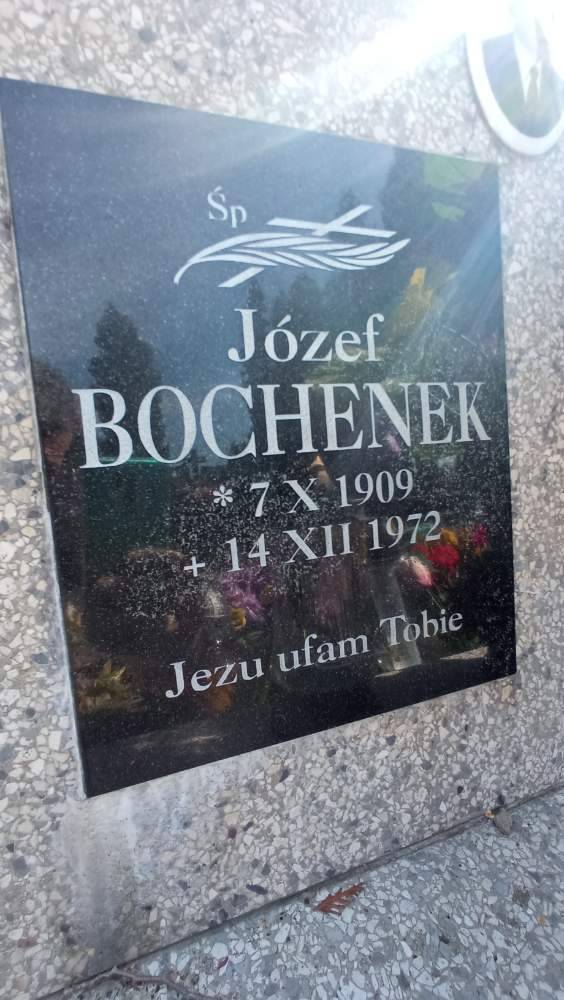 Śp
Józef
BOCHENEK
* 7 X 1909
+ 14 XII 1972
Jezu ufam Tobie